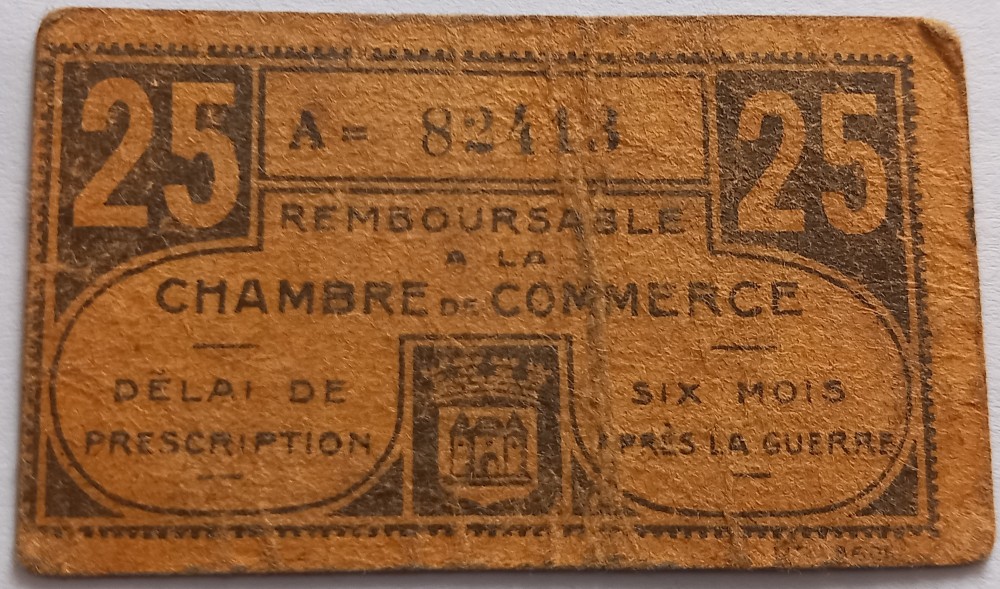 25
A = 82413
25
REMBOURSABLE
A LA
CHAMBRE DE COMMERCE
DÉLAI DE
PRESCRIPTION
SIX MOIS
APRÈS LA GUERRE